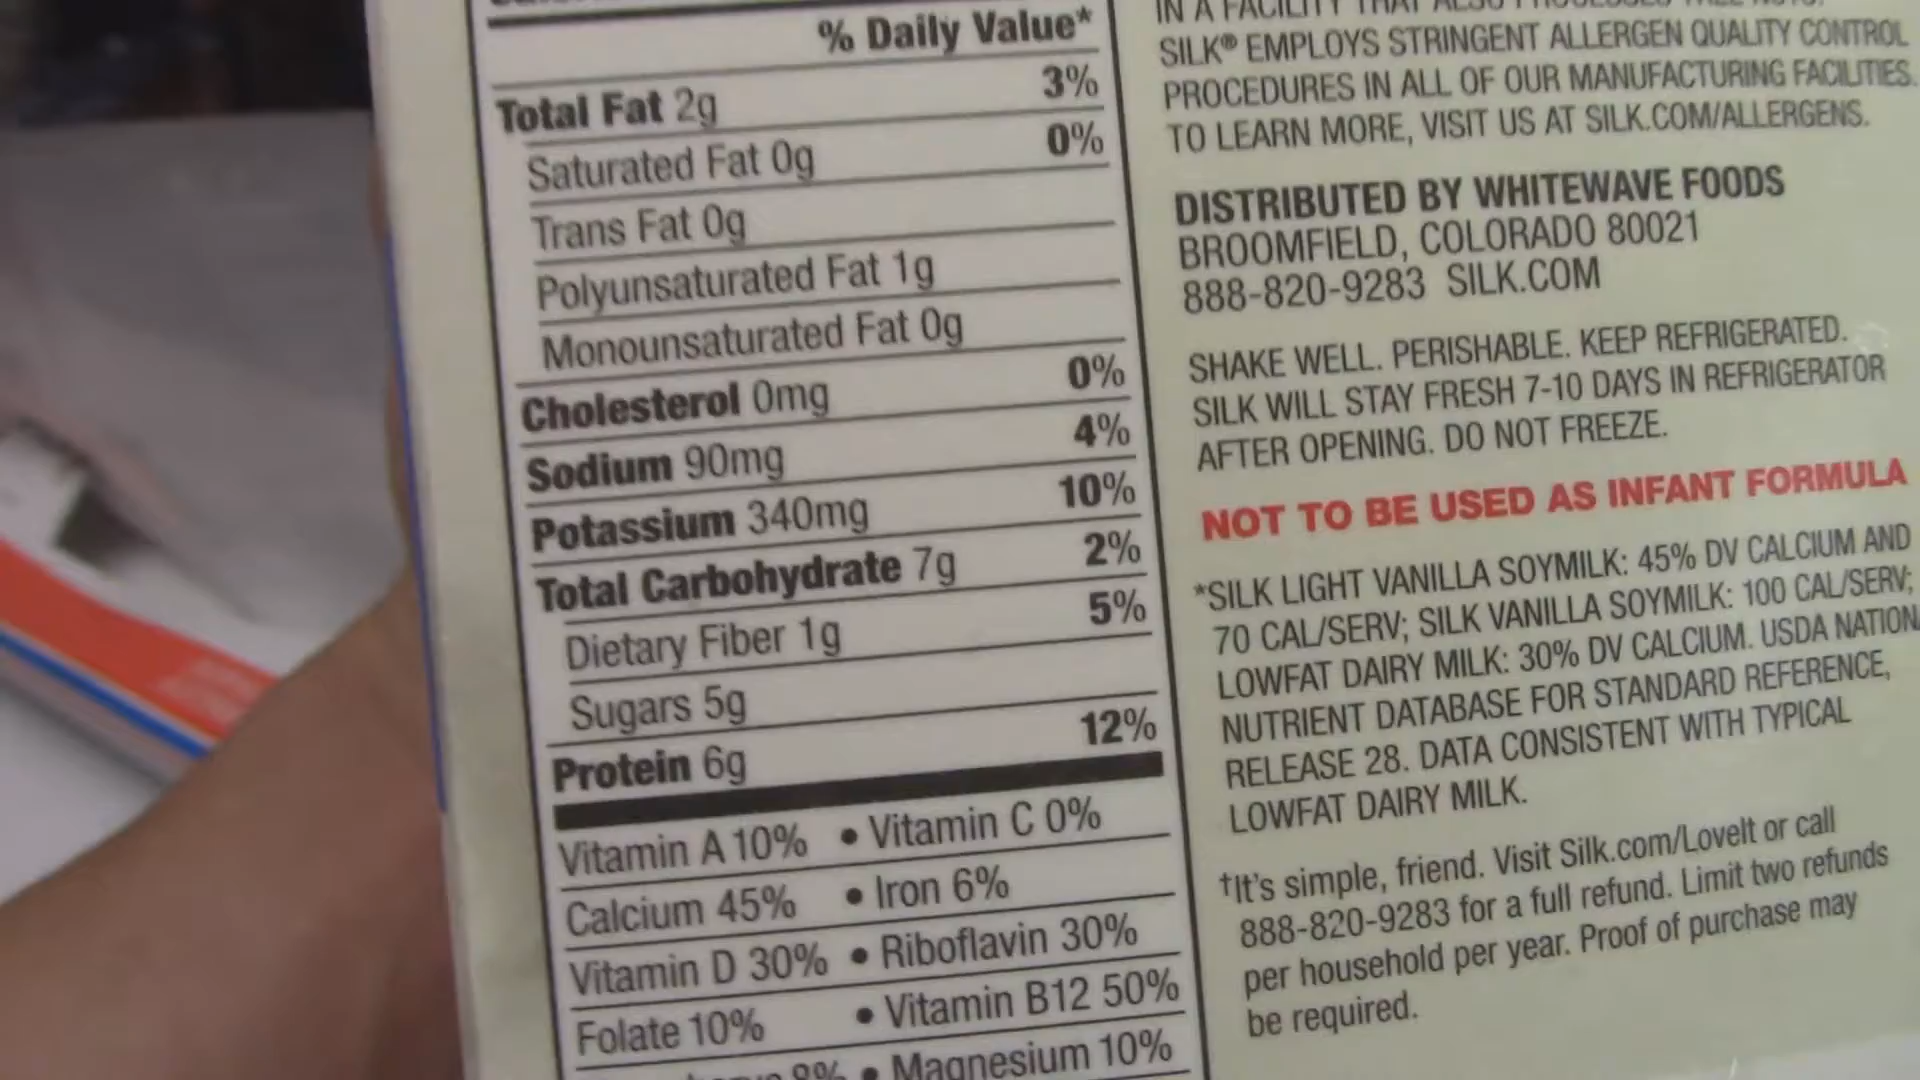 % Daily Value*
Total Fat 2g 3%
Saturated Fat 0g 0%
Trans Fat 0g
Polyunsaturated Fat 1g
Monounsaturated Fat 0g
Cholesterol 0mg 0%
Sodium 90mg 4%
Potassium 340mg 10%
Total Carbohydrate 7g 2%
Dietary Fiber 1g 5%
Sugars 5g
Protein 6g 12%
Vitamin A 10% • Vitamin C 0%
Calcium 45% • Iron 6%
Vitamin D 30% • Riboflavin 30%
Folate 10% • Vitamin B12 50%
8% • Magnesium 10%
IN A FACILITY THAT ALSO PROCESSES TREE NUTS.
SILK® EMPLOYS STRINGENT ALLERGEN QUALITY CONTROL
PROCEDURES IN ALL OF OUR MANUFACTURING FACILITIES.
TO LEARN MORE, VISIT US AT SILK.COM/ALLERGENS.
DISTRIBUTED BY WHITEWAVE FOODS
BROOMFIELD, COLORADO 80021
888-820-9283 SILK.COM
SHAKE WELL. PERISHABLE. KEEP REFRIGERATED.
SILK WILL STAY FRESH 7-10 DAYS IN REFRIGERATOR
AFTER OPENING. DO NOT FREEZE.
NOT TO BE USED AS INFANT FORMULA
*SILK LIGHT VANILLA SOYMILK: 45% DV CALCIUM AND
70 CAL/SERV; SILK VANILLA SOYMILK: 100 CAL/SERV;
LOWFAT DAIRY MILK: 30% DV CALCIUM. USDA NATIONA
NUTRIENT DATABASE FOR STANDARD REFERENCE,
RELEASE 28. DATA CONSISTENT WITH TYPICAL
LOWFAT DAIRY MILK.
†It's simple, friend. Visit Silk.com/LoveIt or call
888-820-9283 for a full refund. Limit two refunds
per household per year. Proof of purchase may
be required.